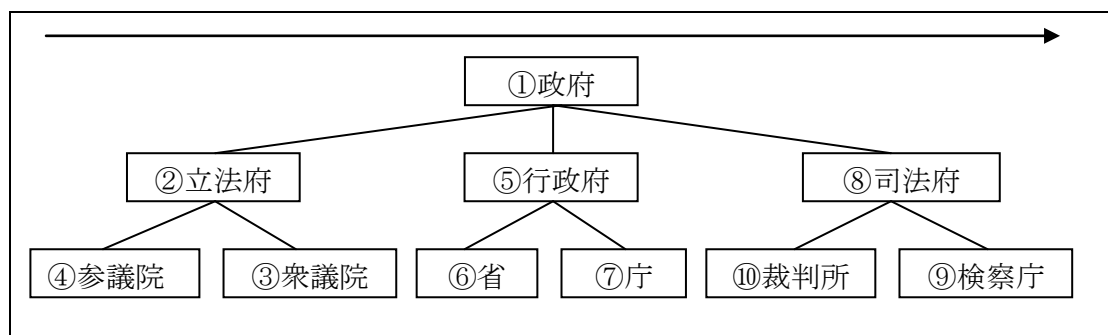 ①政府
②立法府
⑤行政府
⑧司法府
④参議院
③衆議院
⑥省
⑦庁
⑩裁判所
⑨検察庁